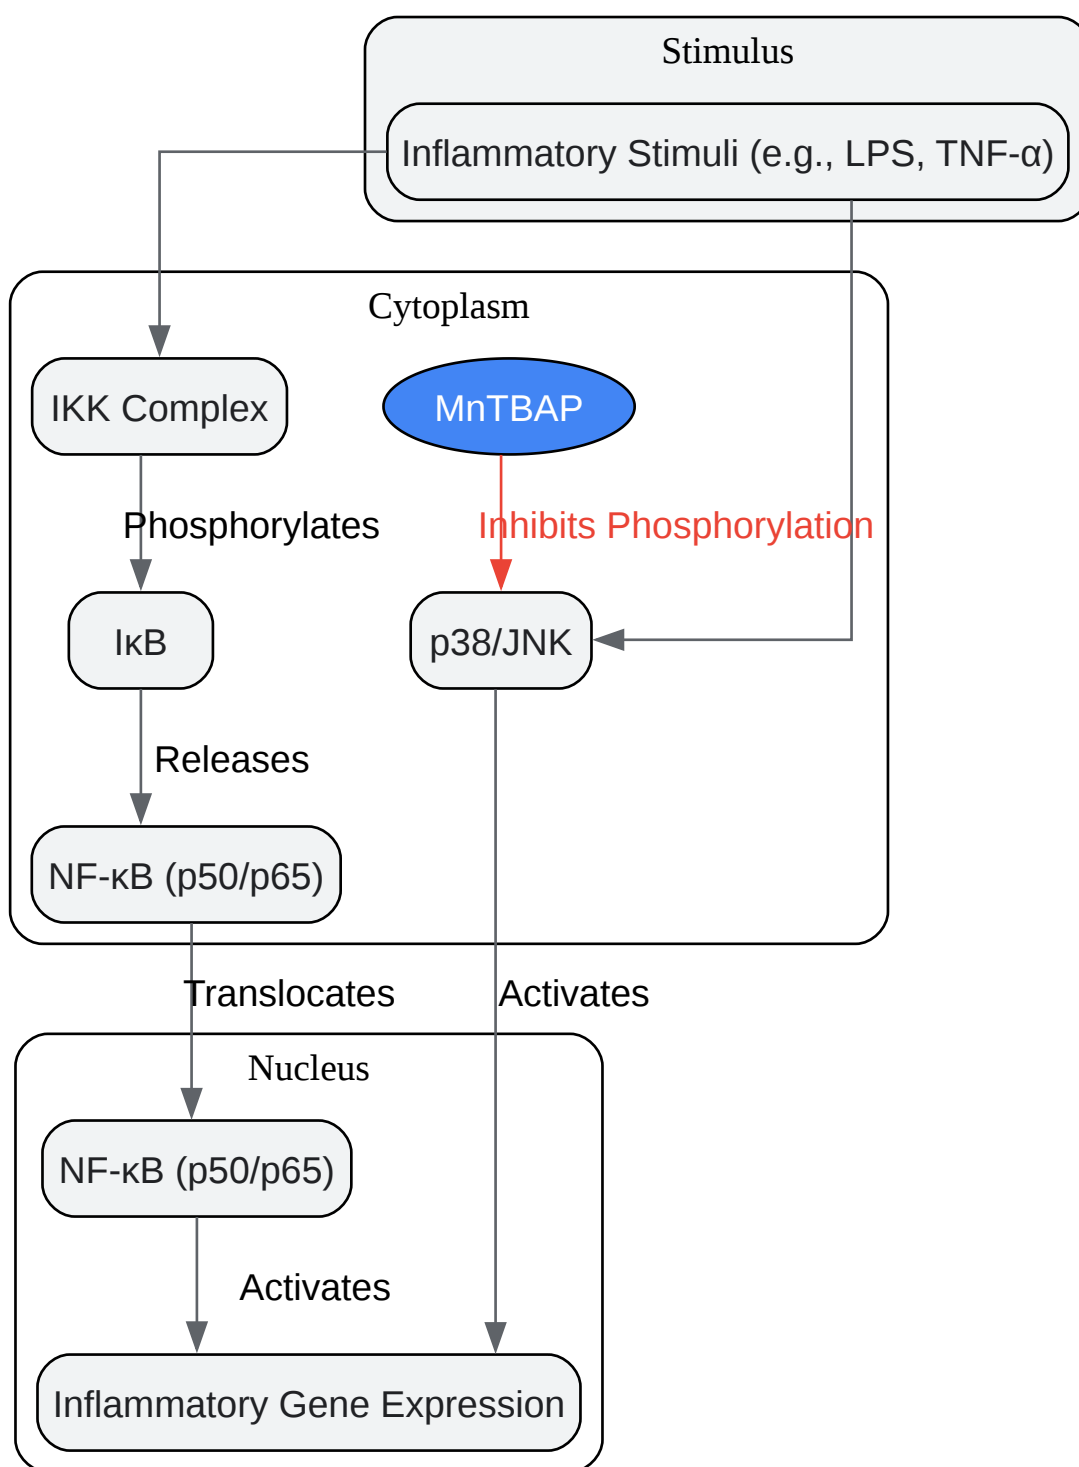 Stimulus
Inflammatory Stimuli (e.g., LPS, TNF-α)
Cytoplasm
IKK Complex
MnTBAP
Phosphorylates
Inhibits Phosphorylation
IκB
p38/JNK
Releases
NF-κB (p50/p65)
Translocates
Activates
Nucleus
NF-κB (p50/p65)
Activates
Inflammatory Gene Expression